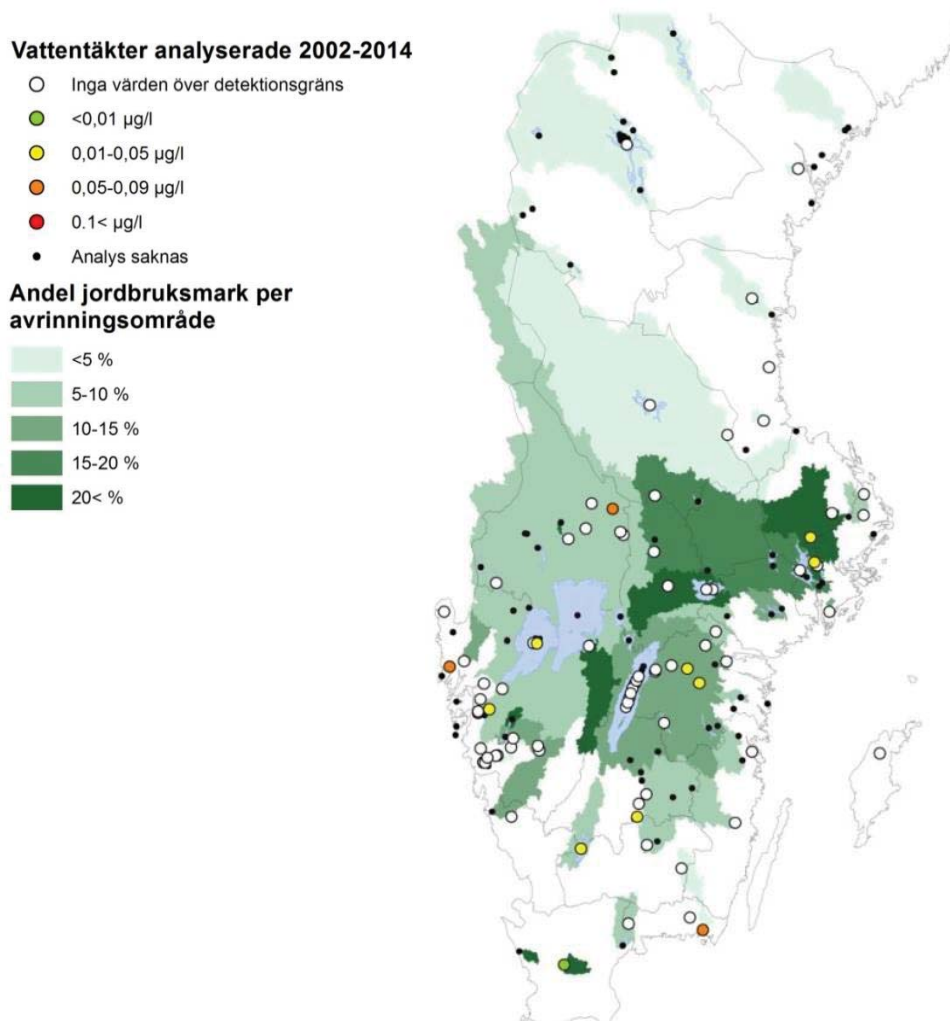 Vattentäkter analyserade 2002-2014
Inga värden över detektionsgräns
<0,01 µg/l
0,01-0,05 µg/l
0,05-0,09 µg/l
0.1< µg/l
Analys saknas
Andel jordbruksmark per
avrinningsområde
<5 %
5-10 %
10-15 %
15-20 %
20< %